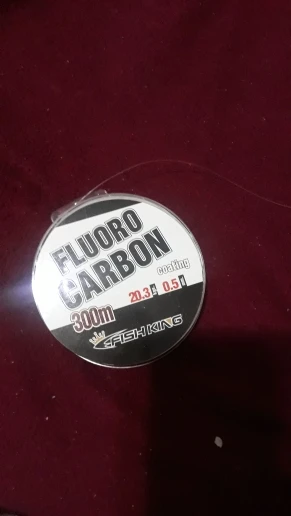 FLUORO
CARBON
coating
20.3 0.5
300m
FISH KING